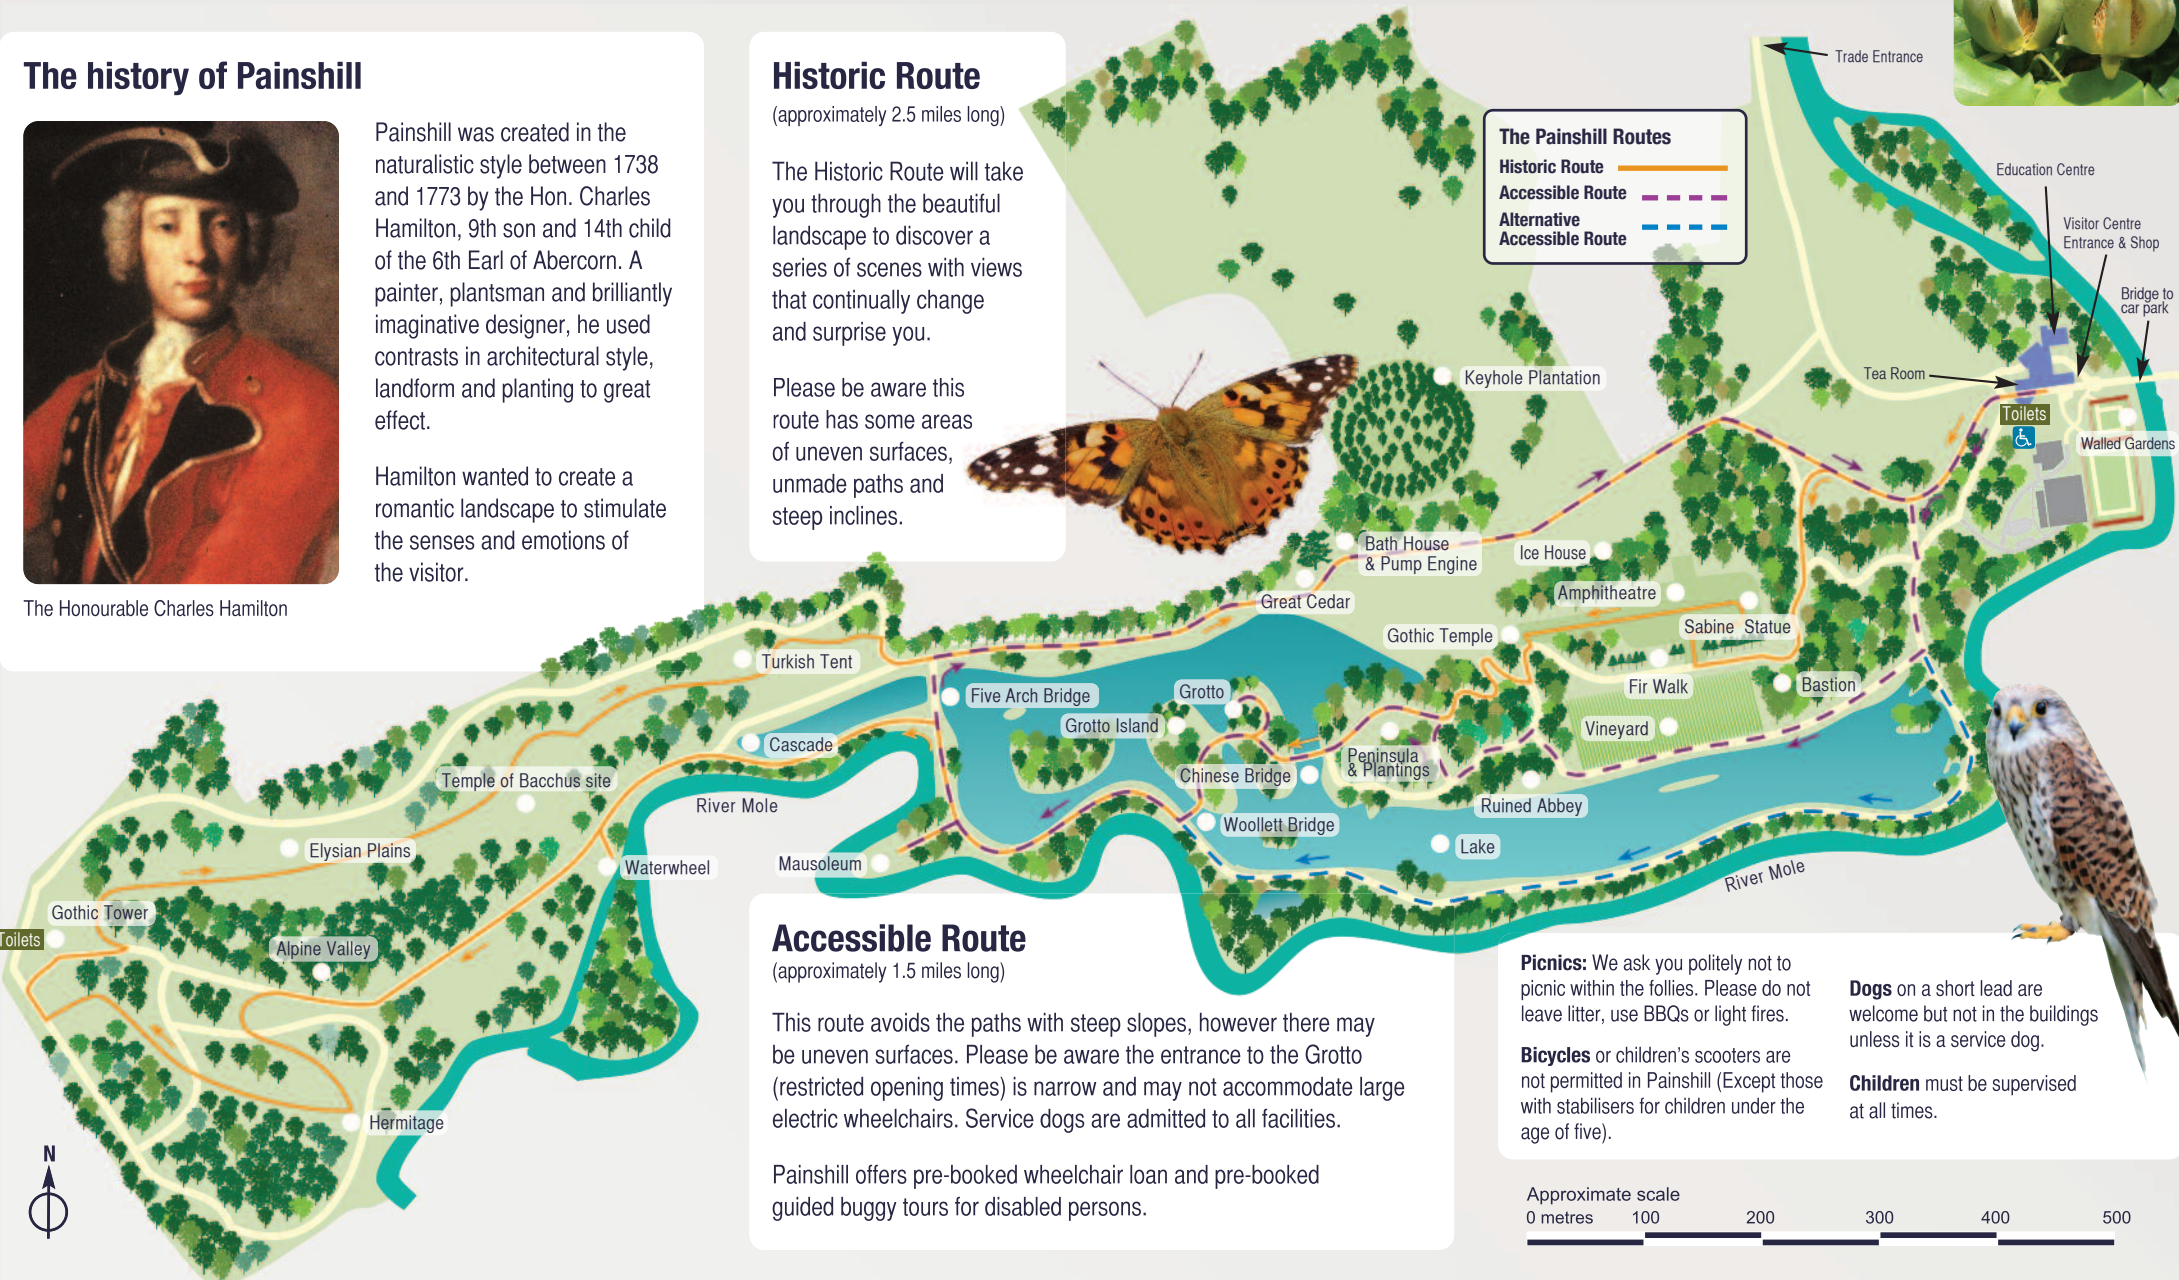 The history of Painshill
Painshill was created in the
naturalistic style between 1738
and 1773 by the Hon. Charles
Hamilton, 9th son and 14th child
of the 6th Earl of Abercorn. A
painter, plantsman and brilliantly
imaginative designer, he used
contrasts in architectural style,
landform and planting to great
effect.
Hamilton wanted to create a
romantic landscape to stimulate
the senses and emotions of
the visitor.
The Honourable Charles Hamilton
Historic Route
(approximately 2.5 miles long)
The Historic Route will take
you through the beautiful
landscape to discover a
series of scenes with views
that continually change
and surprise you.
Please be aware this
route has some areas
of uneven surfaces,
unmade paths and
steep inclines.
The Painshill Routes
Historic Route
Accessible Route
Alternative
Accessible Route
Trade Entrance
Education Centre
Visitor Centre
Entrance & Shop
Bridge to
car park
Tea Room
Toilets
Walled Gardens
Keyhole Plantation
Bath House
& Pump Engine
Ice House
Great Cedar
Amphitheatre
Gothic Temple
Sabine Statue
Turkish Tent
Five Arch Bridge
Grotto
Grotto Island
Fir Walk
Bastion
Vineyard
Cascade
Chinese Bridge
Peninsula
& Plantings
Temple of Bacchus site
River Mole
Ruined Abbey
Woollett Bridge
Lake
Elysian Plains
Waterwheel
Mausoleum
River Mole
Gothic Tower
Toilets
Alpine Valley
Hermitage
N
Accessible Route
(approximately 1.5 miles long)
This route avoids the paths with steep slopes, however there may
be uneven surfaces. Please be aware the entrance to the Grotto
(restricted opening times) is narrow and may not accommodate large
electric wheelchairs. Service dogs are admitted to all facilities.
Painshill offers pre-booked wheelchair loan and pre-booked
guided buggy tours for disabled persons.
Picnics: We ask you politely not to
picnic within the follies. Please do not
leave litter, use BBQs or light fires.
Bicycles or children's scooters are
not permitted in Painshill (Except those
with stabilisers for children under the
age of five).
Dogs on a short lead are
welcome but not in the buildings
unless it is a service dog.
Children must be supervised
at all times.
Approximate scale
0 metres 100 200 300 400 500